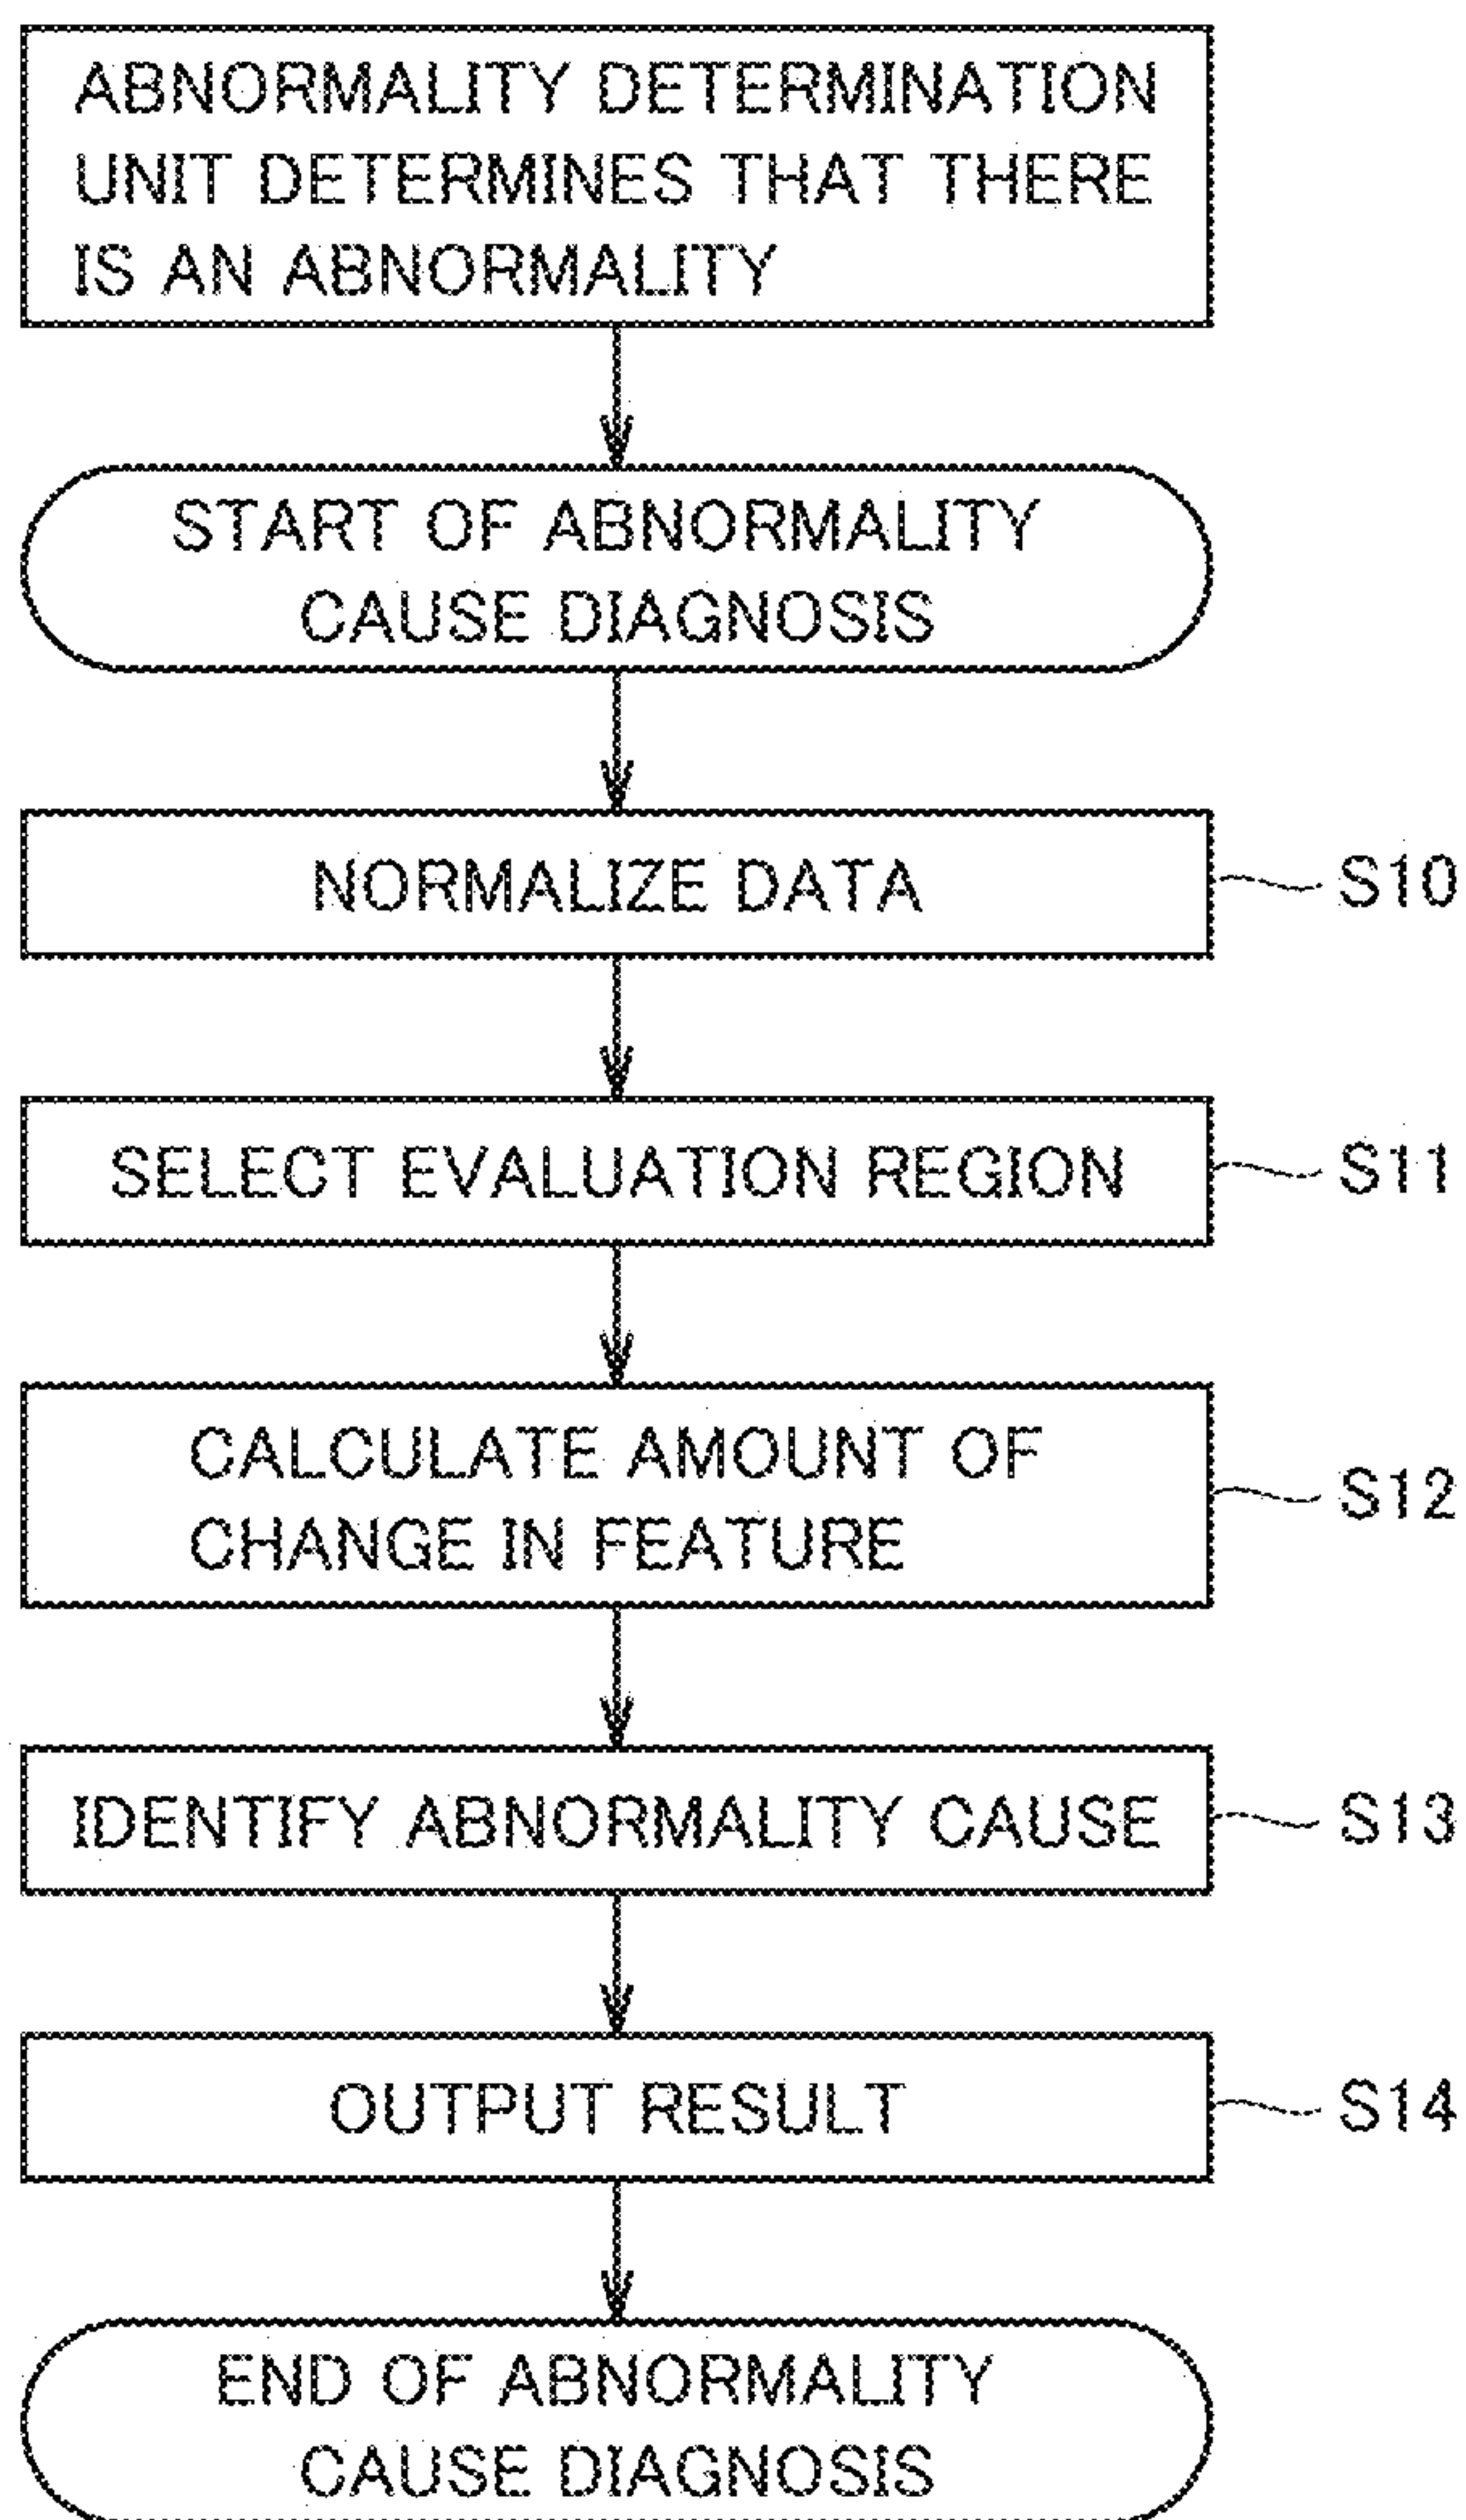 ABNORMALITY DETERMINATION
UNIT DETERMINES THAT THERE
IS AN ABNORMALITY
START OF ABNORMALITY
CAUSE DIAGNOSIS
NORMALIZE DATA
S10
SELECT EVALUATION REGION
S11
CALCULATE AMOUNT OF
CHANGE IN FEATURE
S12
IDENTIFY ABNORMALITY CAUSE
S13
OUTPUT RESULT
S14
END OF ABNORMALITY
CAUSE DIAGNOSIS